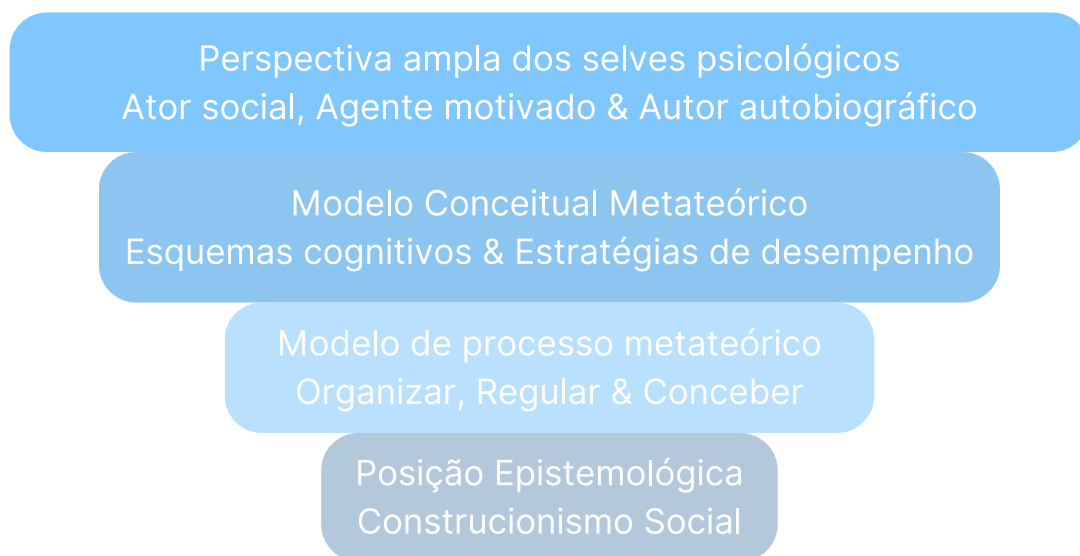 Perspectiva ampla dos selves psicológicos
Ator social, Agente motivado & Autor autobiográfico
Modelo Conceitual Metateórico
Esquemas cognitivos & Estratégias de desempenho
Modelo de processo metateórico
Organizar, Regular & Conceber
Posição Epistemológica
Construcionismo Social